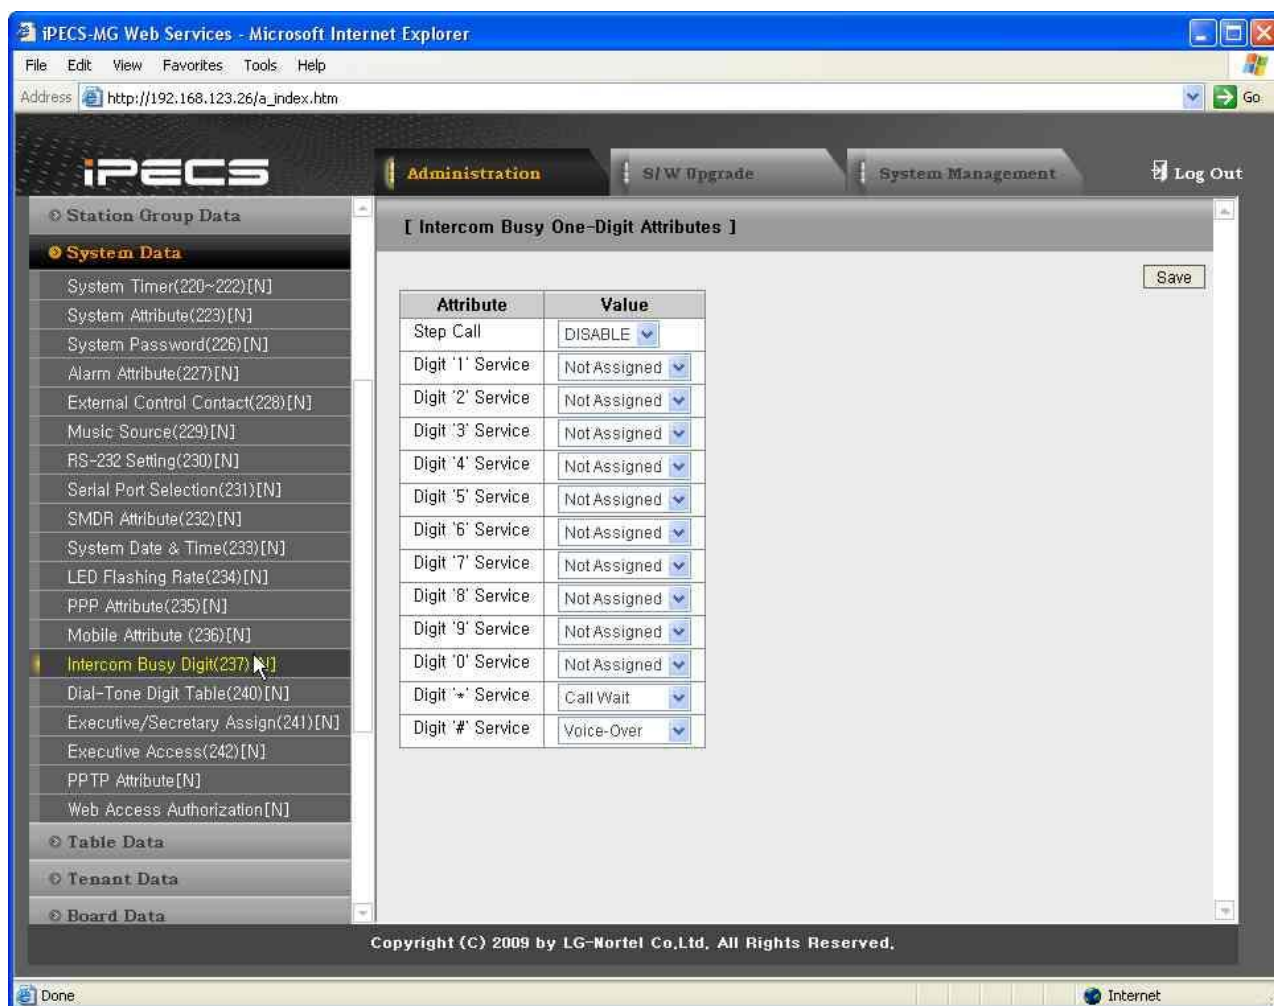 iPECS-MG Web Services - Microsoft Internet Explorer
File Edit View Favorites Tools Help
Address http://192.168.123.26/a_index.htm Go
iPECS
Administration S/W Upgrade System Management Log Out
Station Group Data
System Data
System Timer(220~222)[N]
System Attribute(223)[N]
System Password(226)[N]
Alarm Attribute(227)[N]
External Control Contact(228)[N]
Music Source(229)[N]
RS-232 Setting(230)[N]
Serial Port Selection(231)[N]
SMDR Attribute(232)[N]
System Date & Time(233)[N]
LED Flashing Rate(234)[N]
PPP Attribute(235)[N]
Mobile Attribute (236)[N]
Intercom Busy Digit(237)[N]
Dial-Tone Digit Table(240)[N]
Executive/Secretary Assign(241)[N]
Executive Access(242)[N]
PPTP Attribute[N]
Web Access Authorization[N]
Table Data
Tenant Data
Board Data
[ Intercom Busy One-Digit Attributes ]
Save
Attribute Value
Step Call DISABLE
Digit '1' Service Not Assigned
Digit '2' Service Not Assigned
Digit '3' Service Not Assigned
Digit '4' Service Not Assigned
Digit '5' Service Not Assigned
Digit '6' Service Not Assigned
Digit '7' Service Not Assigned
Digit '8' Service Not Assigned
Digit '9' Service Not Assigned
Digit '0' Service Not Assigned
Digit '*' Service Call Wait
Digit '#' Service Voice-Over
Copyright (C) 2009 by LG-Nortel Co,Ltd, All Rights Reserved,
Done Internet